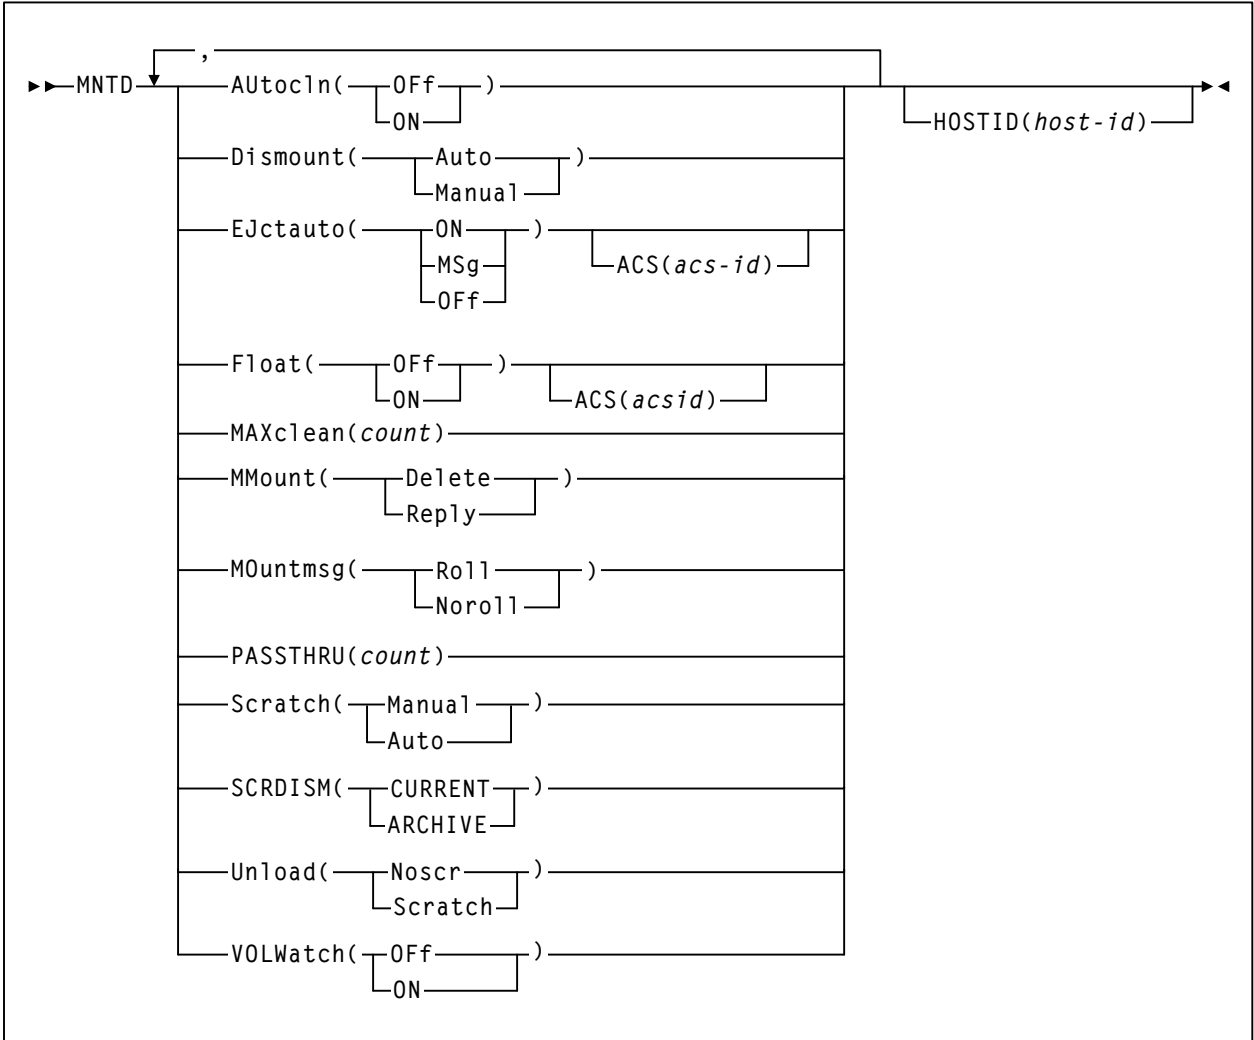 ,
MNTD AUtocln( OFf )
ON HOSTID(host-id)
Dismount( Auto )
Manual
EJctauto( ON )
MSg ACS(acs-id)
OFf
Float( OFf )
ON ACS(acsid)
MAXclean(count)
MMount( Delete )
Reply
MOuntmsg( Roll )
Noroll
PASSTHRU(count)
Scratch( Manual )
Auto
SCRDISM( CURRENT )
ARCHIVE
Unload( Noscr )
Scratch
VOLWatch( OFf )
ON